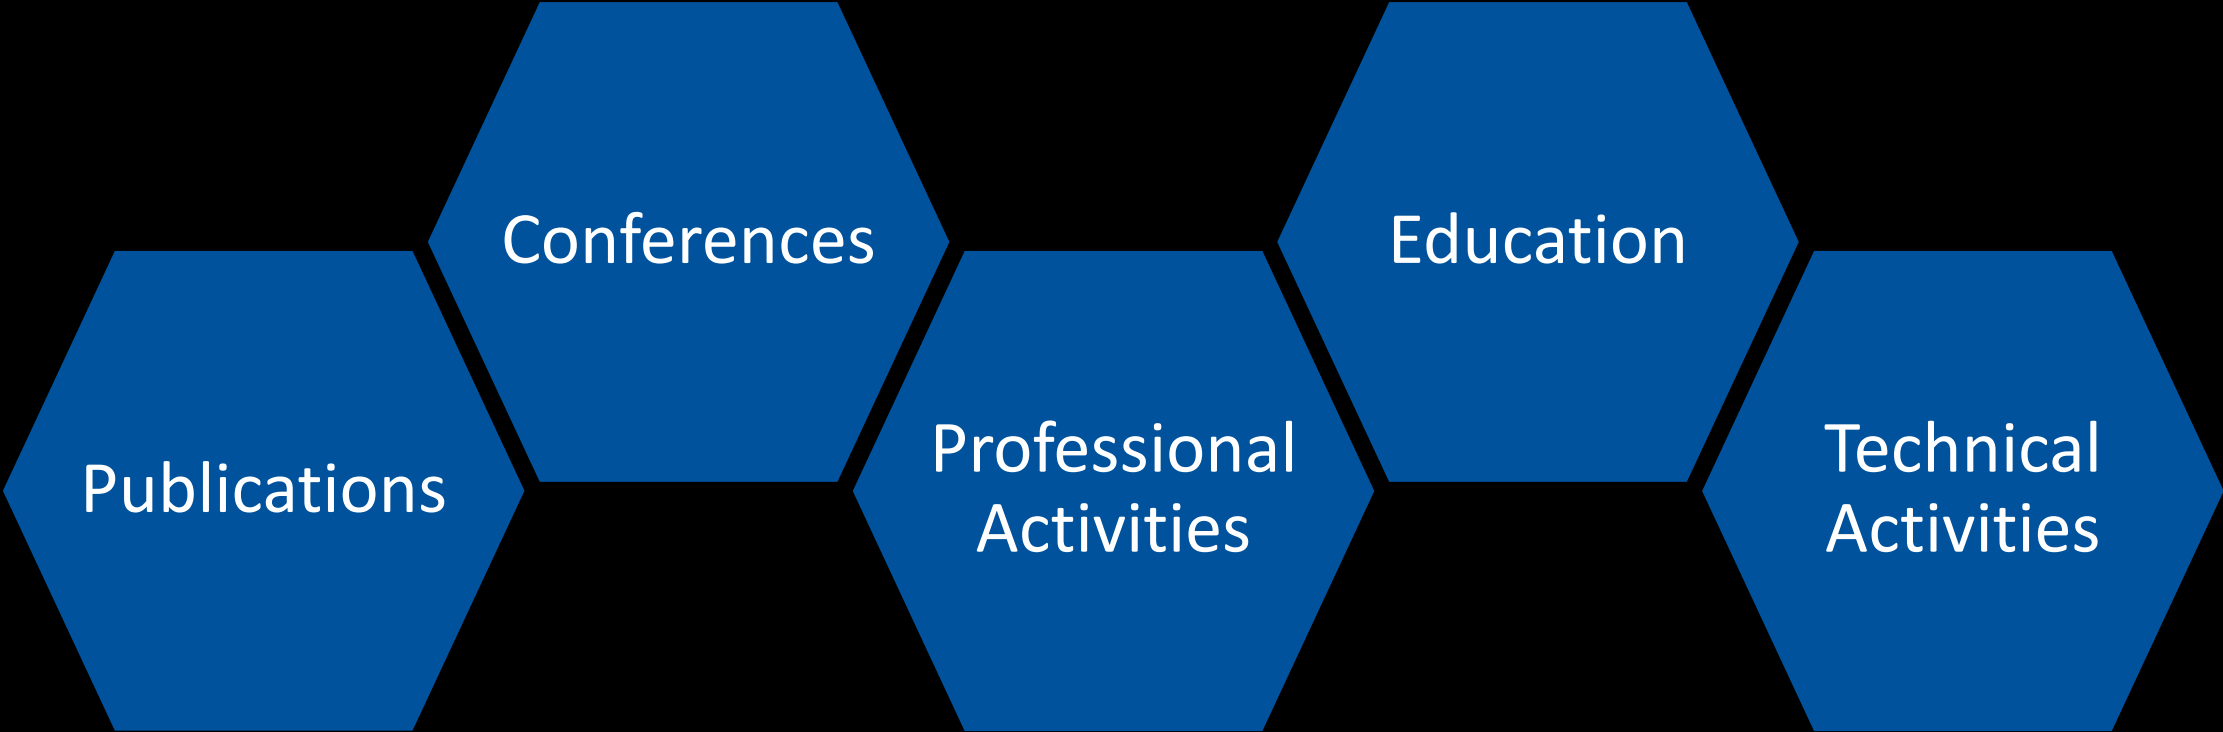 Publications
Conferences
Professional
Activities
Education
Technical
Activities